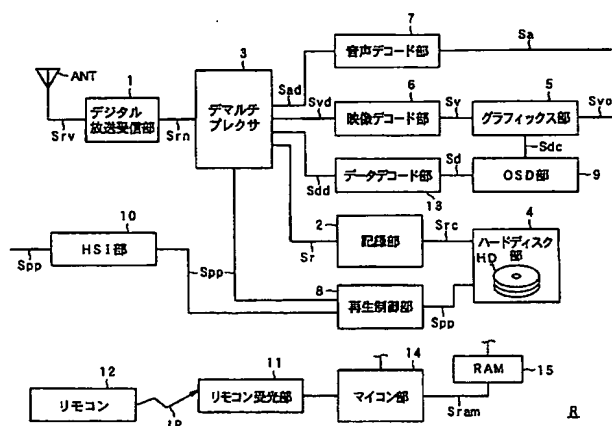 7
音声デコード部
Sa
ANT
3
デマルチ
プレクサ
Sad
1
デジタル
放送受信部
Srv
Srn
6
映像デコード部
Svd
Sv
5
グラフィックス部
Svo
Sdc
データデコード部
Sdd
13
Sd
OSD部
9
2
記録部
Sr
Src
4
ハードディスク
部
HD
10
HSI部
Spp
Spp
8
再生制御部
Spp
12
リモコン
IR
11
リモコン受光部
14
マイコン部
Sram
RAM
15
R